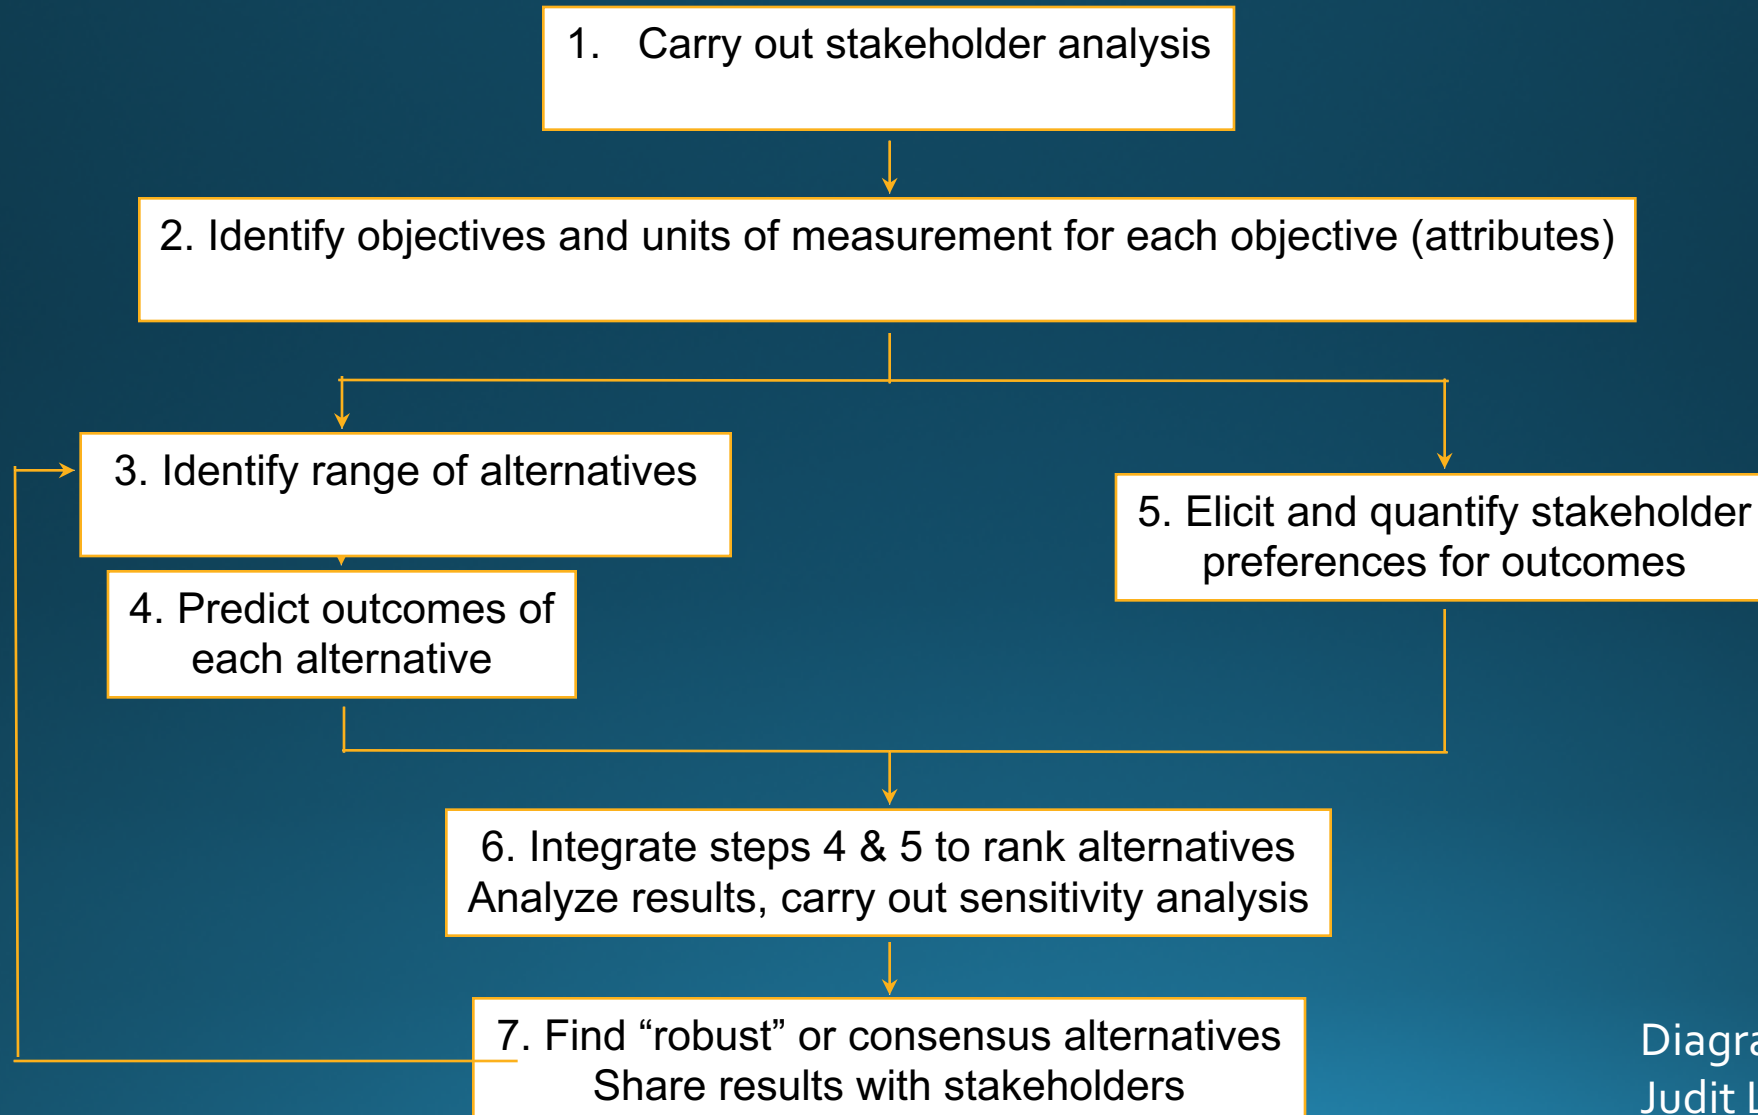 1. Carry out stakeholder analysis
2. Identify objectives and units of measurement for each objective (attributes)
3. Identify range of alternatives
4. Predict outcomes of
each alternative
5. Elicit and quantify stakeholder
preferences for outcomes
6. Integrate steps 4 & 5 to rank alternatives
Analyze results, carry out sensitivity analysis
7. Find “robust” or consensus alternatives
Share results with stakeholders
Judit